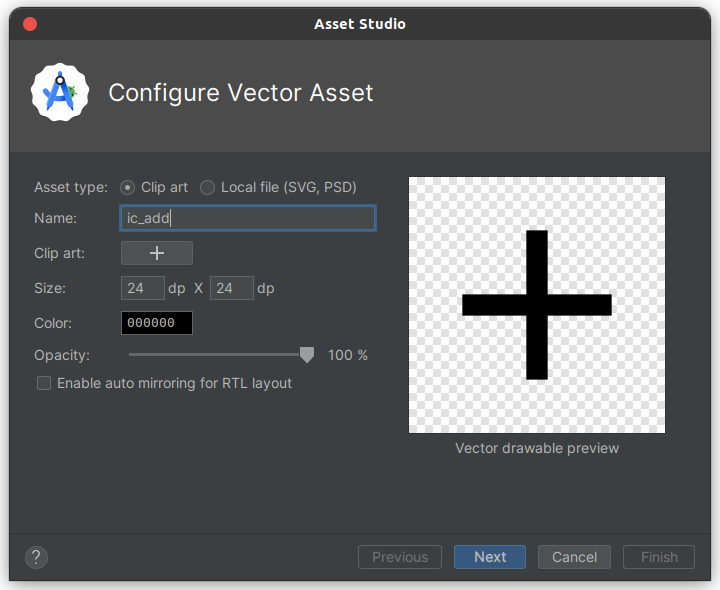 Asset Studio
Configure Vector Asset
Asset type: Clip art Local file (SVG, PSD)
Name: ic_add
Clip art:
Size: 24 dp X 24 dp
Color: 000000
Opacity: 100 %
Enable auto mirroring for RTL layout
Vector drawable preview
? Previous Next Cancel Finish